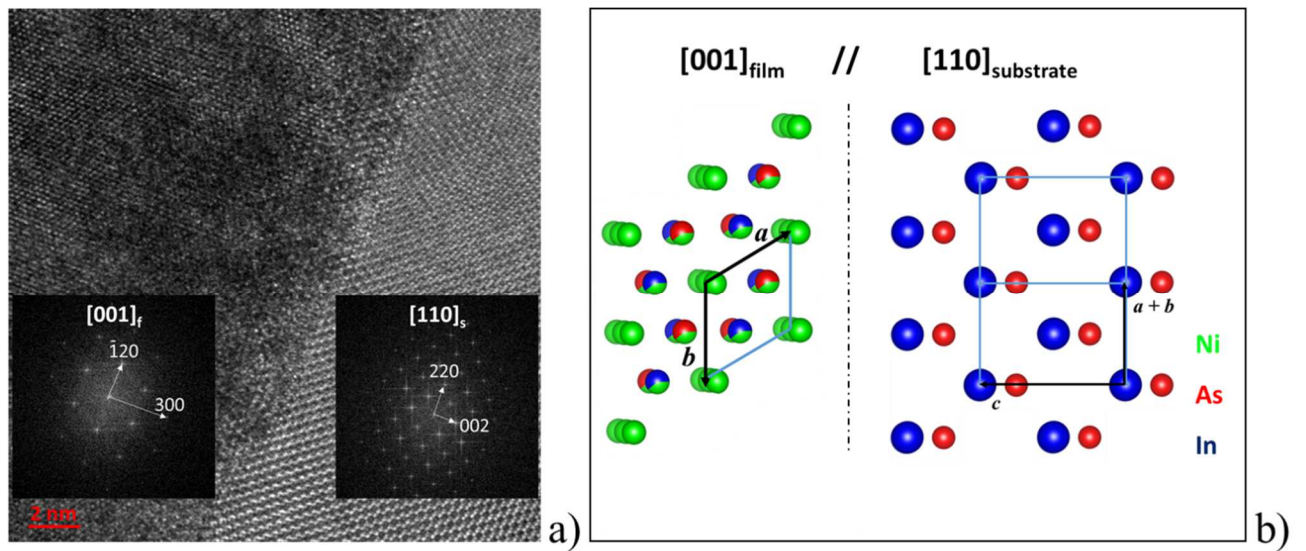 [001]film // [110]substrate
a
b
a + b
c
Ni
As
In
[001]f
1̄20
300
[110]s
220
002
2 nm
a)
b)